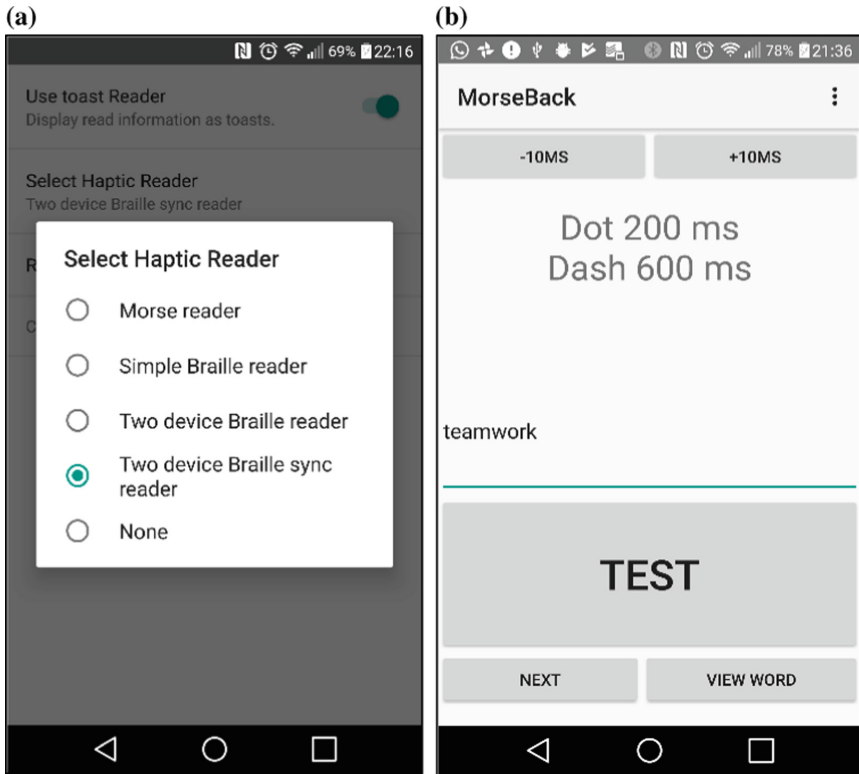 (a)
69% 22:16
Use toast Reader
Display read information as toasts.
Select Haptic Reader
Two device Braille sync reader
R
C
Select Haptic Reader
Morse reader
Simple Braille reader
Two device Braille reader
Two device Braille sync
reader
None
(b)
78% 21:36
MorseBack
-10MS +10MS
Dot 200 ms
Dash 600 ms
teamwork
TEST
NEXT VIEW WORD